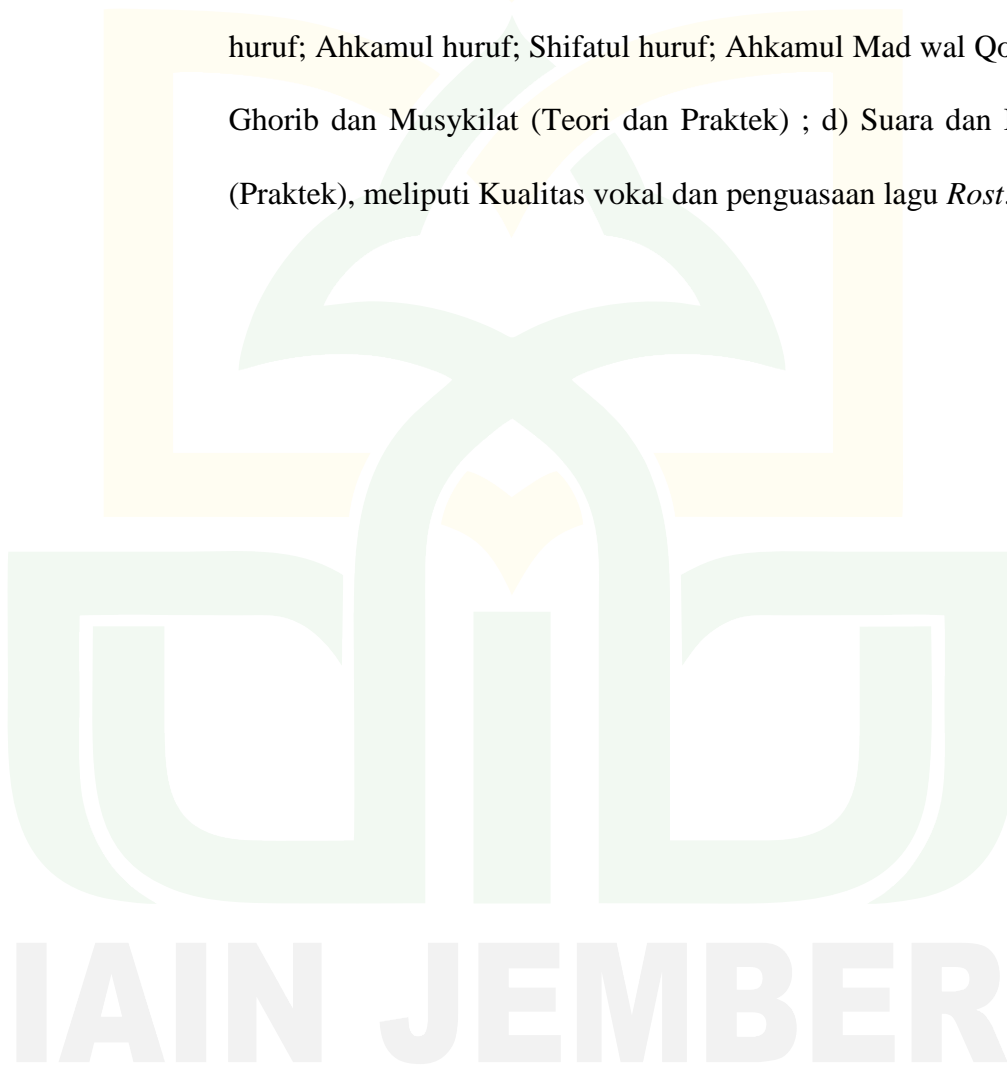 huruf; Ahkamul huruf; Shifatul huruf; Ahkamul Mad wal
Ghorib dan Musykilat (Teori dan Praktek) ; d) Suara dan
(Praktek), meliputi Kualitas vokal dan penguasaan lagu Rost.
IAIN JEMBER